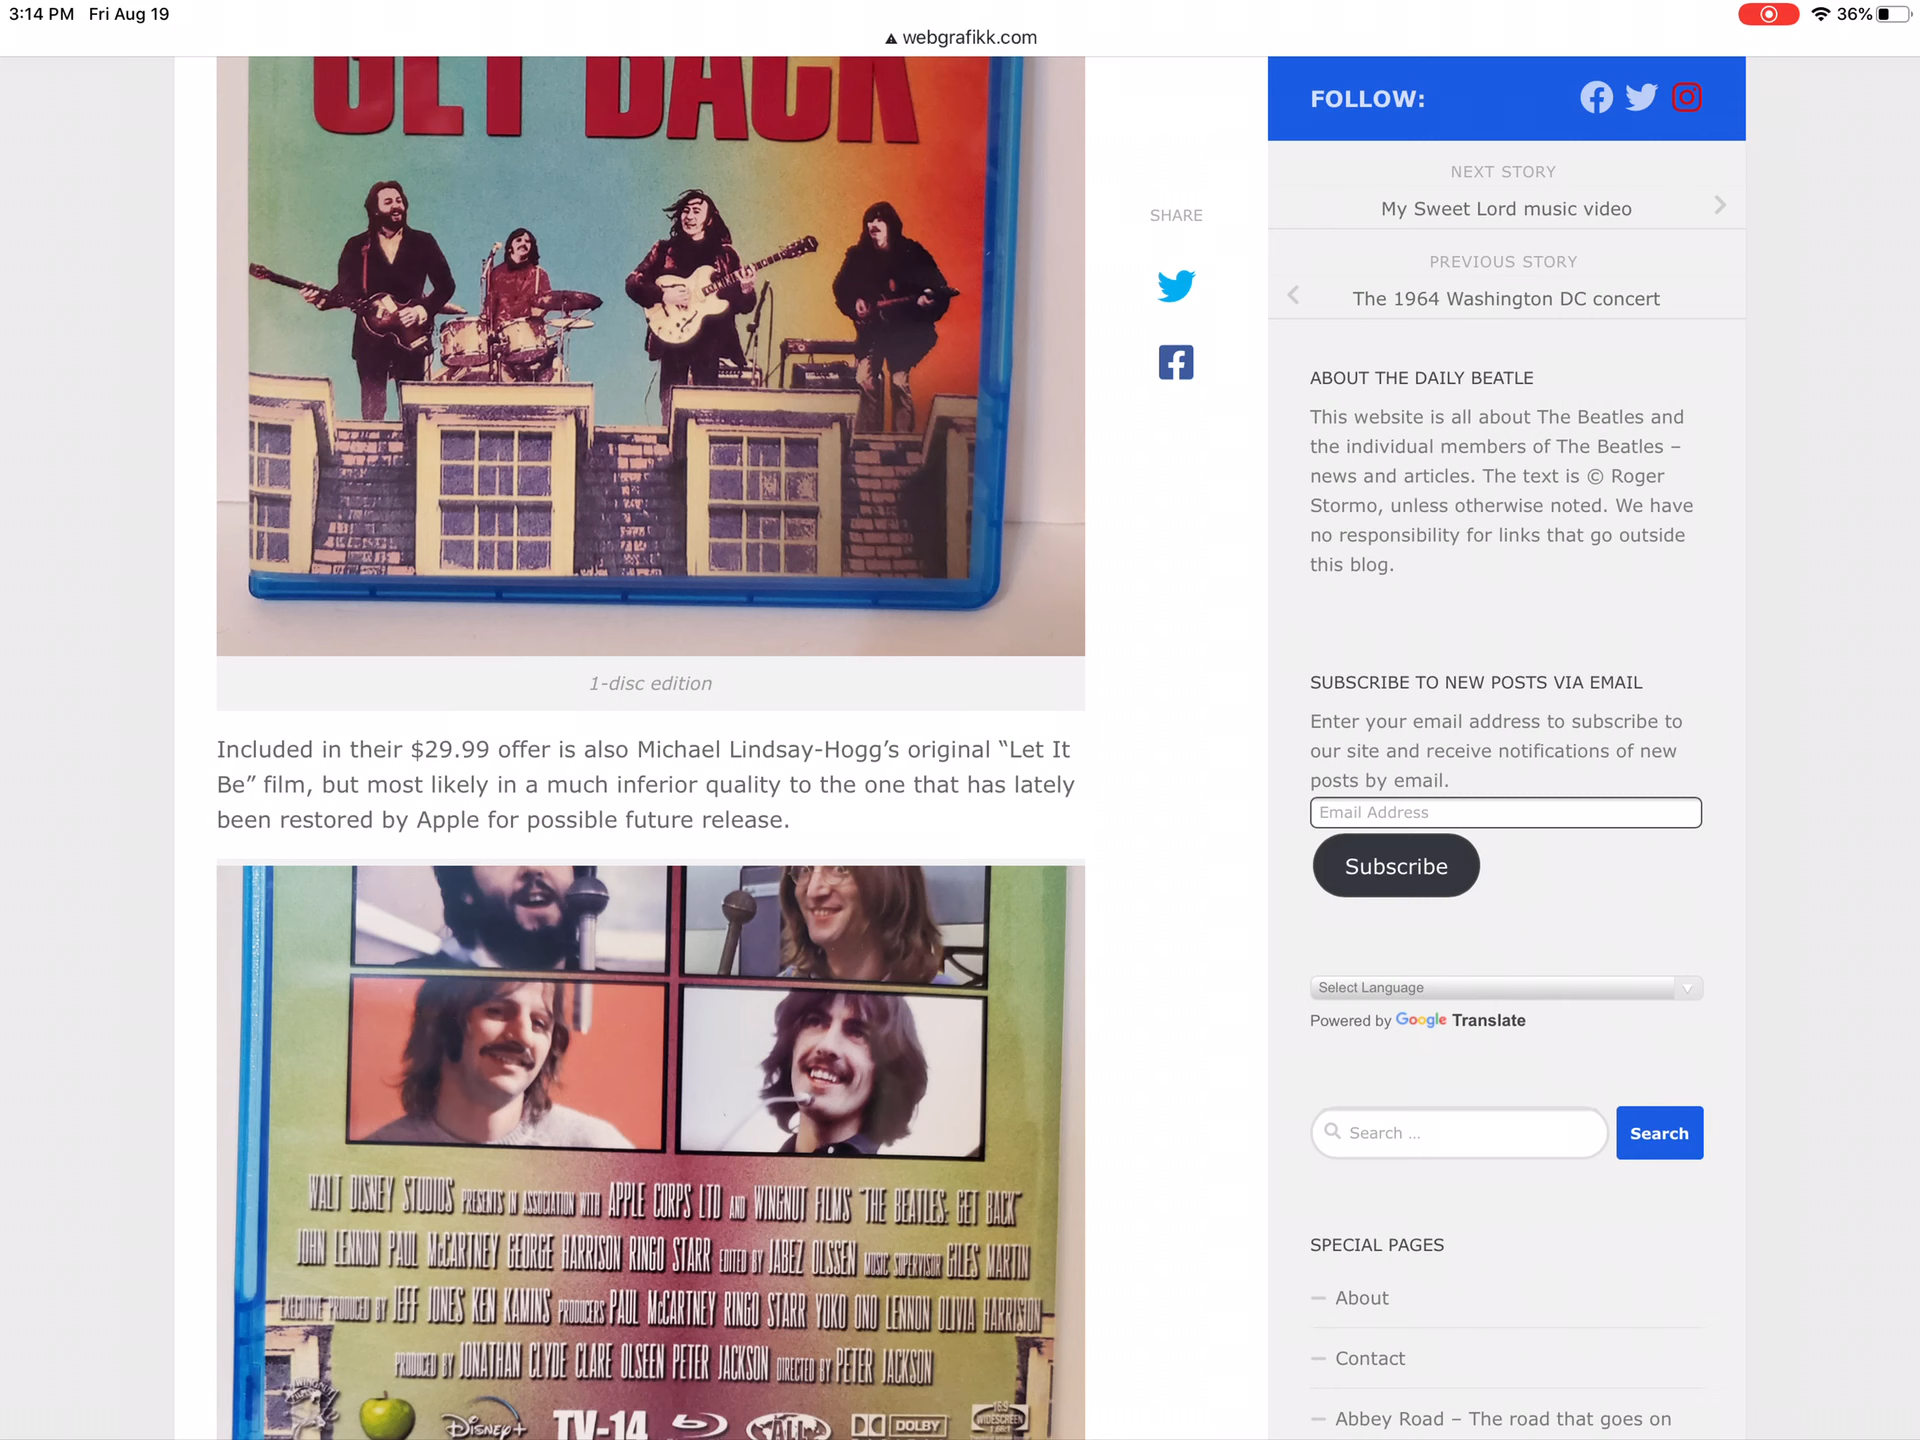 3:14 PM Fri Aug 19
36%
webgrafikk.com
GET BACK
1-disc edition
Included in their $29.99 offer is also Michael Lindsay-Hogg’s original “Let It
Be” film, but most likely in a much inferior quality to the one that has lately
been restored by Apple for possible future release.
WALT DISNEY STUDIOS PRESENTS IN ASSOCIATION WITH APPLE CORPS LTD AND WINGNUT FILMS "THE BEATLES: GET BACK"
JOHN LENNON PAUL McCARTNEY GEORGE HARRISON RINGO STARR EDITED BY JABEZ OLSSEN MUSIC SUPERVISOR GILES MARTIN
EXECUTIVE PRODUCED BY JEFF JONES KEN KAMINS PRODUCERS PAUL McCARTNEY RINGO STARR YOKO ONO LENNON OLIVIA HARRISION
PRODUCED BY JONATHAN CLYDE CLARE OLSEEN PETER JACKSON DIRECTED BY PETER JACKSON
Disney+ TV-14 ALL DOLBY 16:9 WIDESCREEN
SHARE
FOLLOW:
NEXT STORY
My Sweet Lord music video
PREVIOUS STORY
The 1964 Washington DC concert
ABOUT THE DAILY BEATLE
This website is all about The Beatles and
the individual members of The Beatles –
news and articles. The text is © Roger
Stormo, unless otherwise noted. We have
no responsibility for links that go outside
this blog.
SUBSCRIBE TO NEW POSTS VIA EMAIL
Enter your email address to subscribe to
our site and receive notifications of new
posts by email.
Email Address
Subscribe
Select Language
Powered by Google Translate
Search ...
Search
SPECIAL PAGES
About
Contact
Abbey Road – The road that goes on